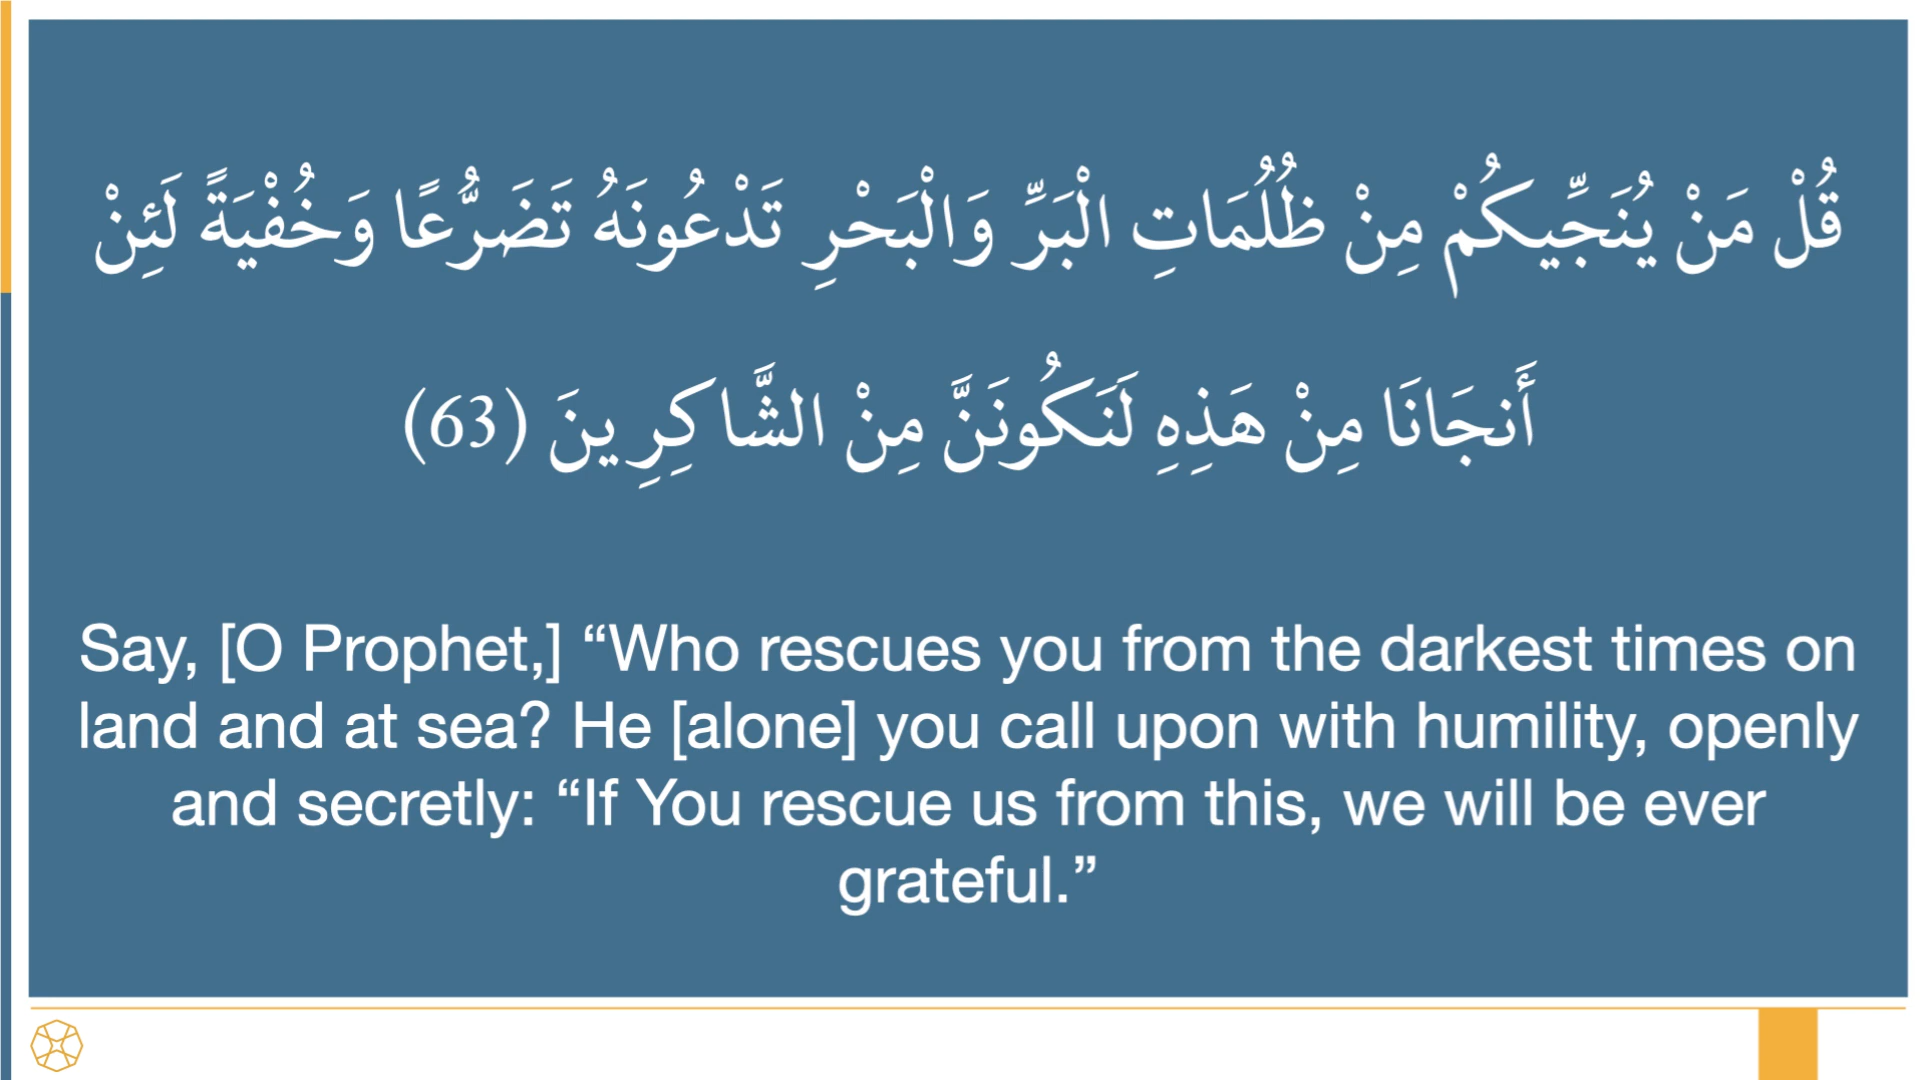 قُلْ مَنْ يُنَجِّيكُمْ مِنْ ظُلُمَاتِ الْبَرِّ وَالْبَحْرِ تَدْعُونَهُ تَضَرُّعًا وَخُفْيَةً لَئِنْ
أَنجَانَا مِنْ هَذِهِ لَنَكُونَنَّ مِنْ الشَّاكِرِينَ (63)
Say, [O Prophet,] “Who rescues you from the darkest times on
land and at sea? He [alone] you call upon with humility, openly
and secretly: “If You rescue us from this, we will be ever
grateful.”